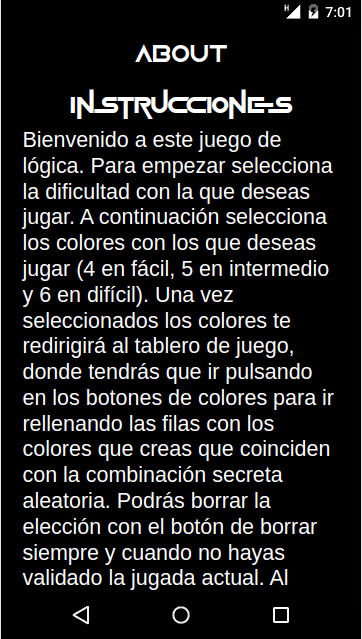 H 7:01
ABOUT
INSTRUCCIONES
Bienvenido a este juego de
lógica. Para empezar selecciona
la dificultad con la que deseas
jugar. A continuación selecciona
los colores con los que deseas
jugar (4 en fácil, 5 en intermedio
y 6 en difícil). Una vez
seleccionados los colores te
redirigirá al tablero de juego,
donde tendrás que ir pulsando
en los botones de colores para ir
rellenando las filas con los
colores que creas que coinciden
con la combinación secreta
aleatoria. Podrás borrar la
elección con el botón de borrar
siempre y cuando no hayas
validado la jugada actual. Al